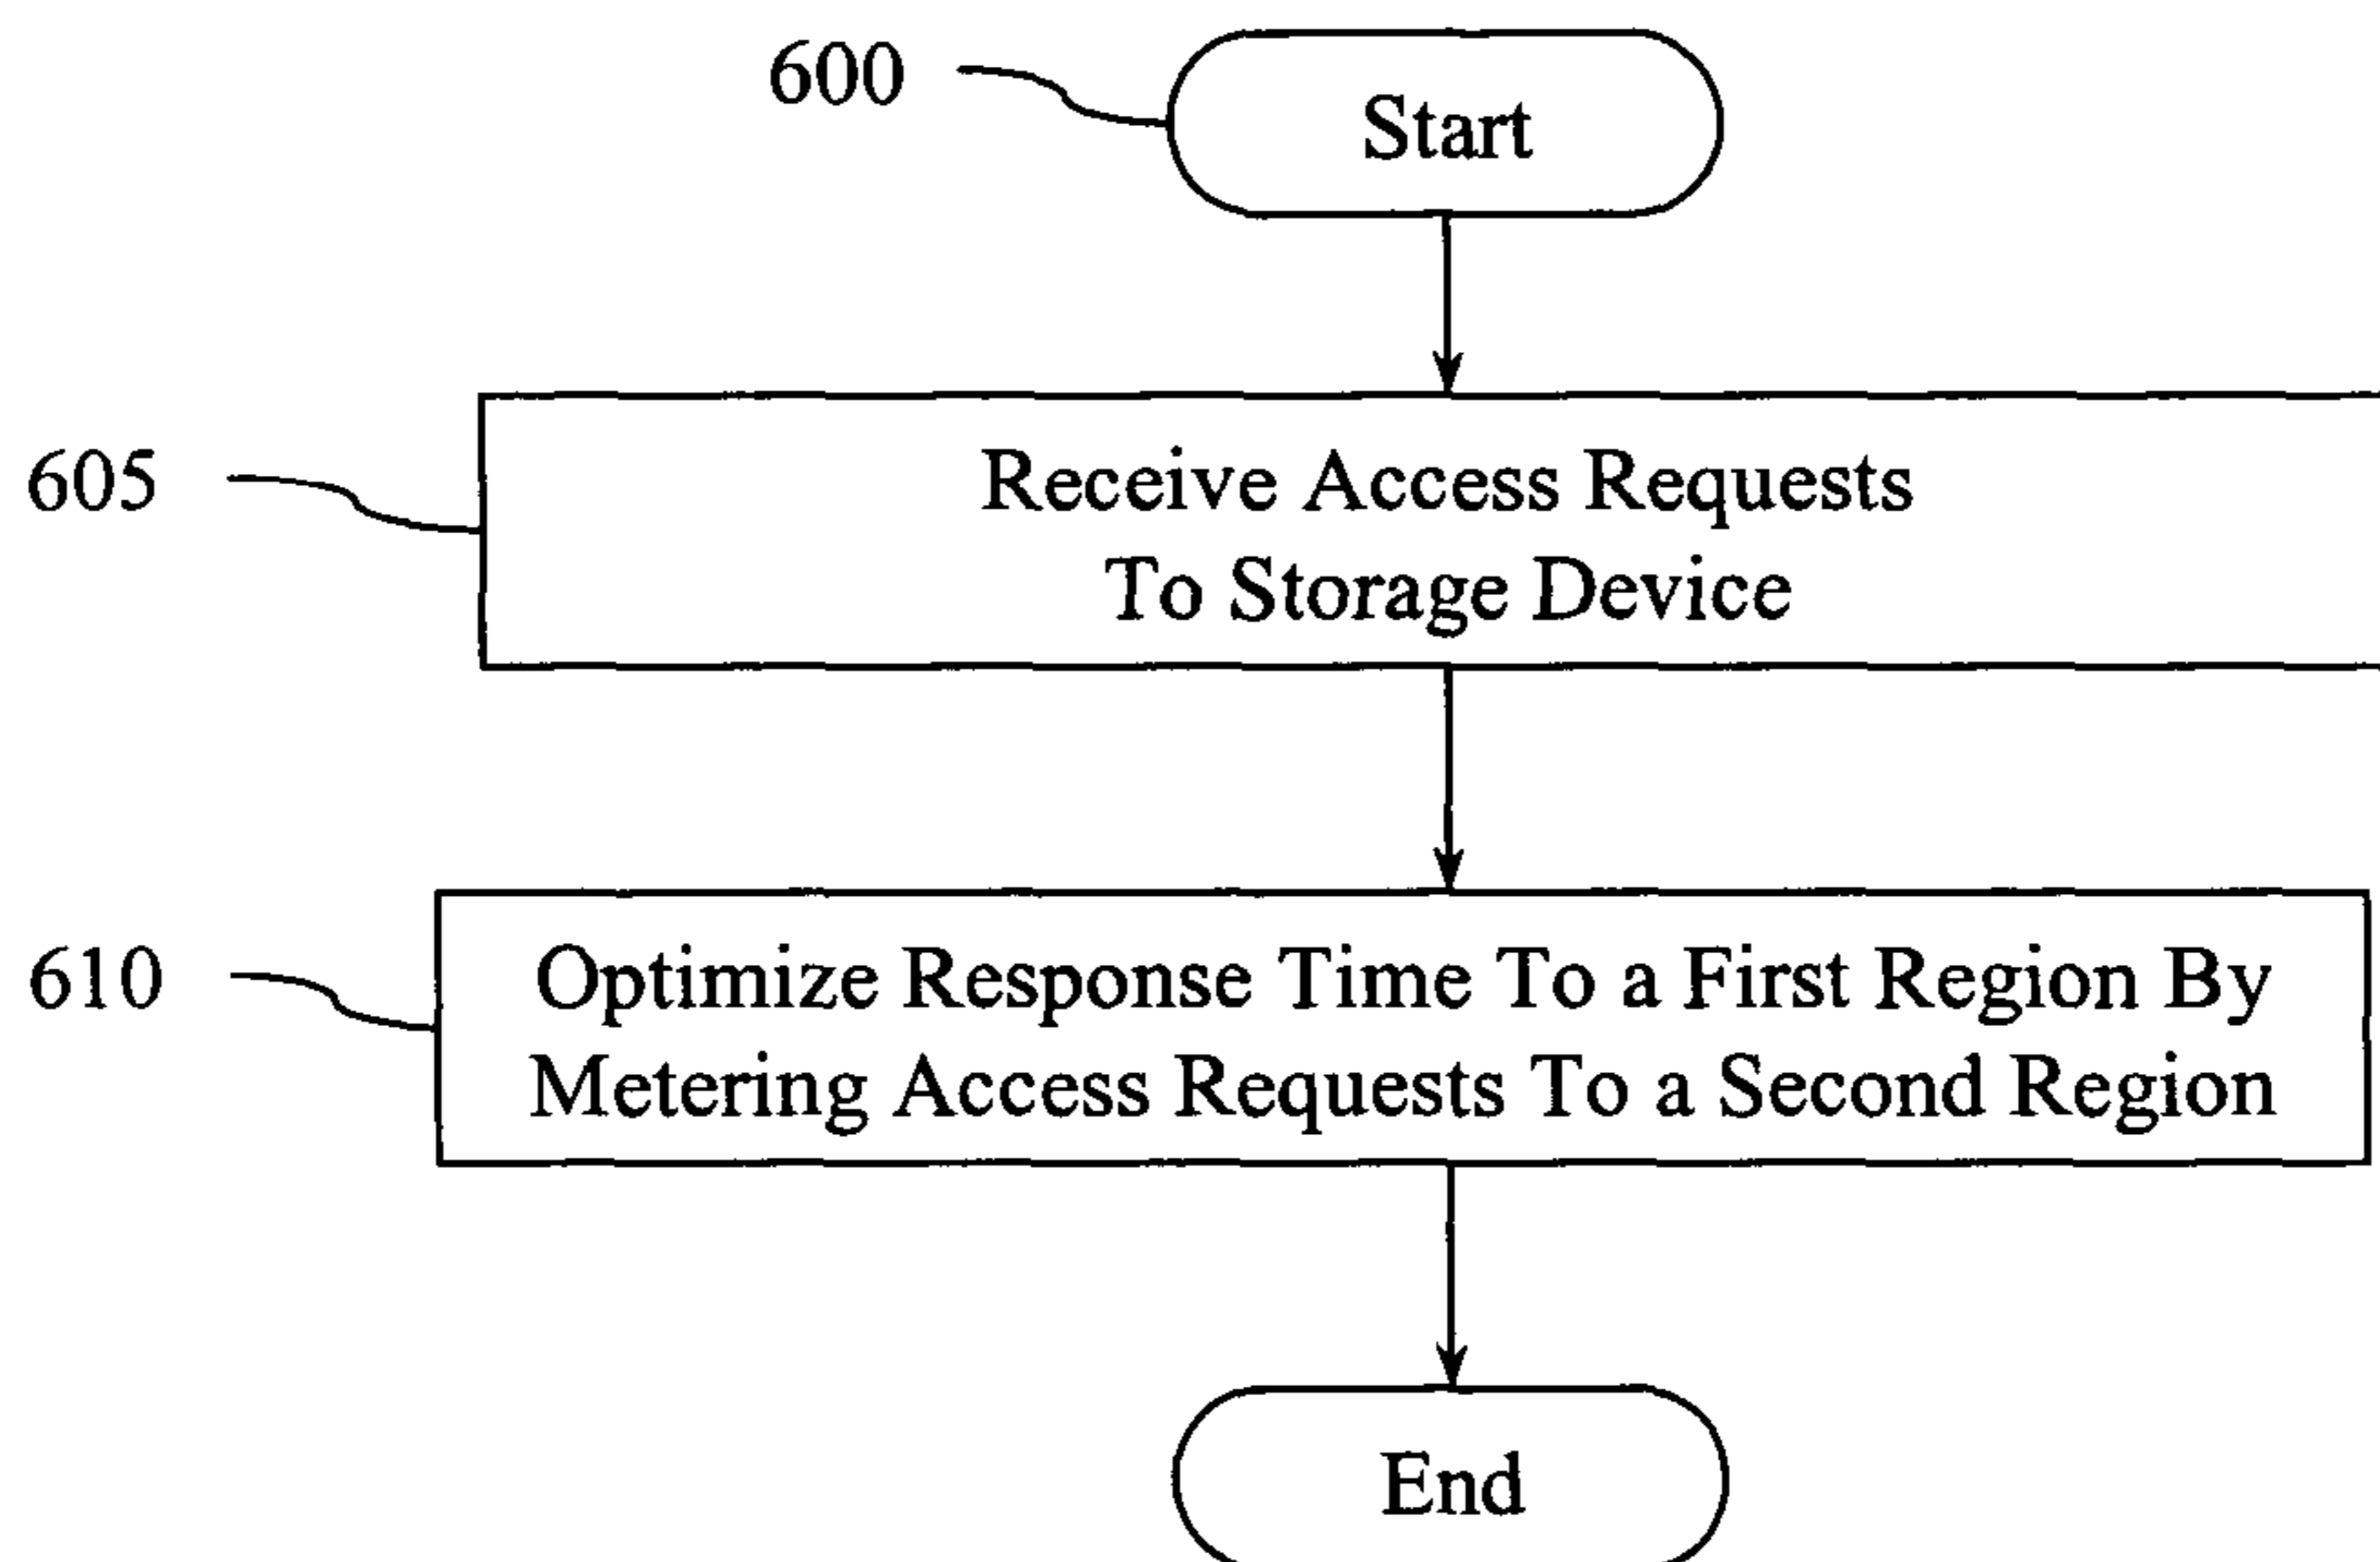 600
Start
605
Receive Access Requests
To Storage Device
610
Optimize Response Time To a First Region By
Metering Access Requests To a Second Region
End